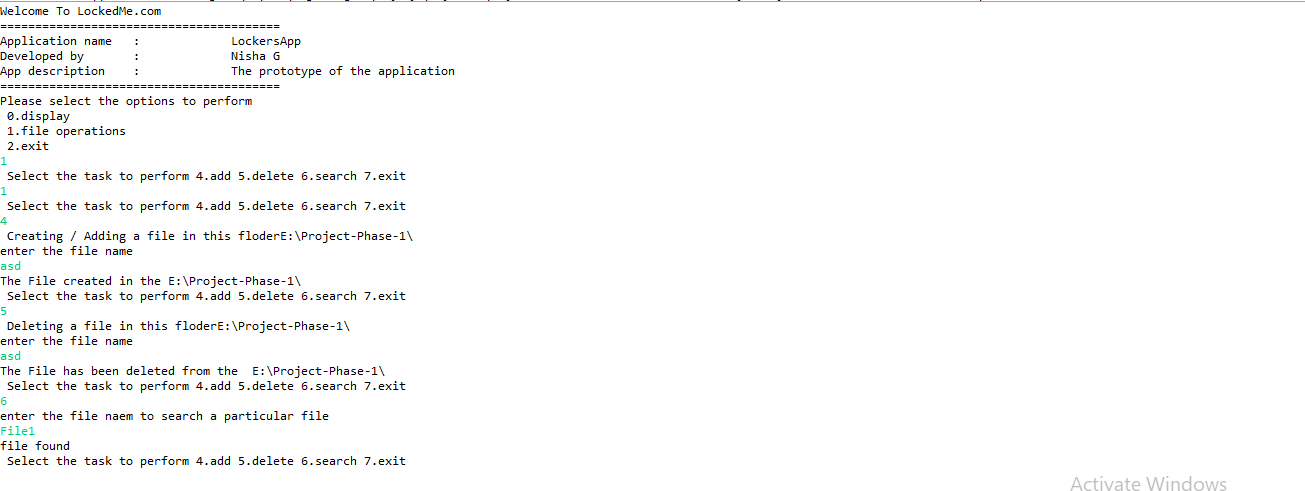 Welcome To LockedMe.com
========================================
Application name   :             LockersApp
Developed by       :             Nisha G
App description    :             The prototype of the application
========================================
Please select the options to perform
 0.display
 1.file operations
 2.exit
1
 Select the task to perform 4.add 5.delete 6.search 7.exit
1
 Select the task to perform 4.add 5.delete 6.search 7.exit
4
 Creating / Adding a file in this floderE:\Project-Phase-1\
enter the file name
asd
The File created in the E:\Project-Phase-1\
 Select the task to perform 4.add 5.delete 6.search 7.exit
5
 Deleting a file in this floderE:\Project-Phase-1\
enter the file name
asd
The File has been deleted from the  E:\Project-Phase-1\
 Select the task to perform 4.add 5.delete 6.search 7.exit
6
enter the file naem to search a particular file
File1
file found
 Select the task to perform 4.add 5.delete 6.search 7.exit
Activate Windows